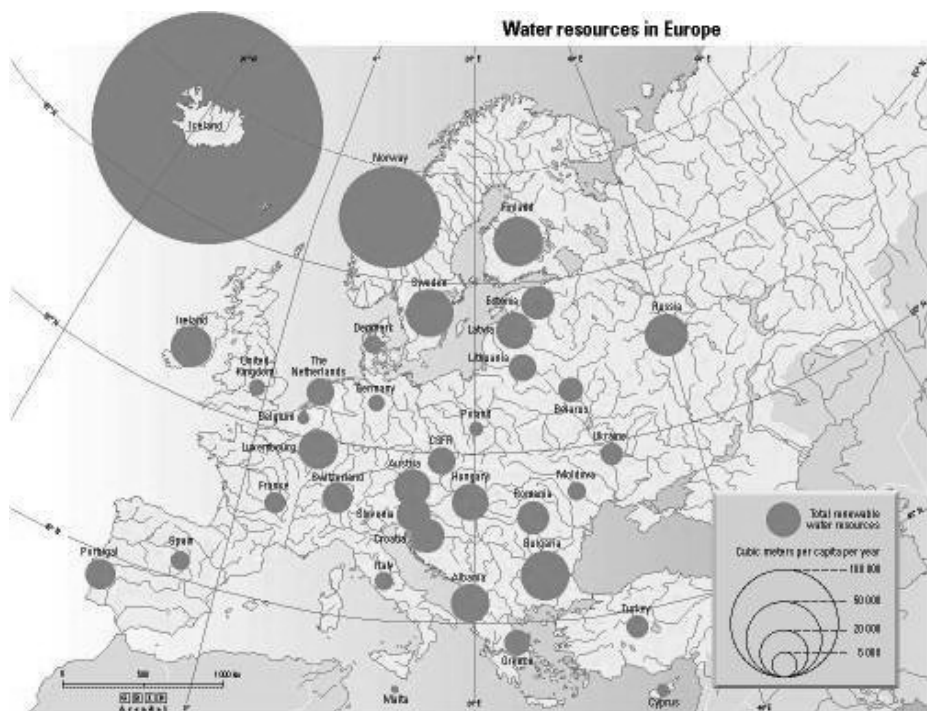 Water resources in Europe
Iceland
Norway
Finland
Sweden
Estonia
Russia
Latvia
Ireland
Denmark
Lithuania
United-
Kingdom
The
Netherlands
Germany
Belarus
Belgium
Poland
Ukraine
CSFR
Luxembourg
Austria
Moldova
Switzerland
Hungary
France
Romania
Slovenia
Croatia
Bulgaria
Spain
Portugal
Italy
Albania
Turkey
Greece
Malta
Cyprus
Total renewable
water resources
Cubic meters per capita per year
100 000
50 000
20 000
5 000
0
500
1000 Km
G R I D
Arendal